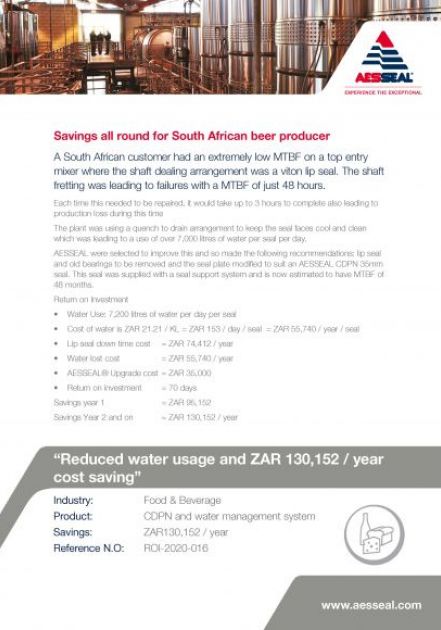 AESSEAL
EXPERIENCE THE EXCEPTIONAL
Savings all round for South African beer producer
A South African customer had an extremely low MTBF on a top entry
mixer where the shaft dealing arrangement was a viton lip seal. The shaft
fretting was leading to failures with a MTBF of just 48 hours.
Each time this needed to be repaired, it would take up to 3 hours to complete also leading to
production loss during this time
The plant was using a quench to drain arrangement to keep the seal faces cool and clean
which was leading to a use of over 7,000 litres of water per seal per day.
AESSEAL were selected to improve this and so made the following recommendations: lip seal
and old bearings to be removed and the seal plate modified to suit an AESSEAL CDPN 35mm
seal. This seal was supplied with a seal support system and is now estimated to have MTBF of
48 months.
Return on Investment
• Water Use: 7,200 litres of water per day per seal
• Cost of water is ZAR 21.21 / KL = ZAR 153 / day / seal = ZAR 55,740 / year / seal
• Lip seal down time cost = ZAR 74,412 / year
• Water lost cost = ZAR 55,740 / year
• AESSEAL® Upgrade cost = ZAR 35,000
• Return on investment = 70 days
Savings year 1 = ZAR 95,152
Savings Year 2 and on = ZAR 130,152 / year
“Reduced water usage and ZAR 130,152 / year
cost saving”
Industry: Food & Beverage
Product: CDPN and water management system
Savings: ZAR130,152 / year
Reference N.O: ROI-2020-016
www.aesseal.com